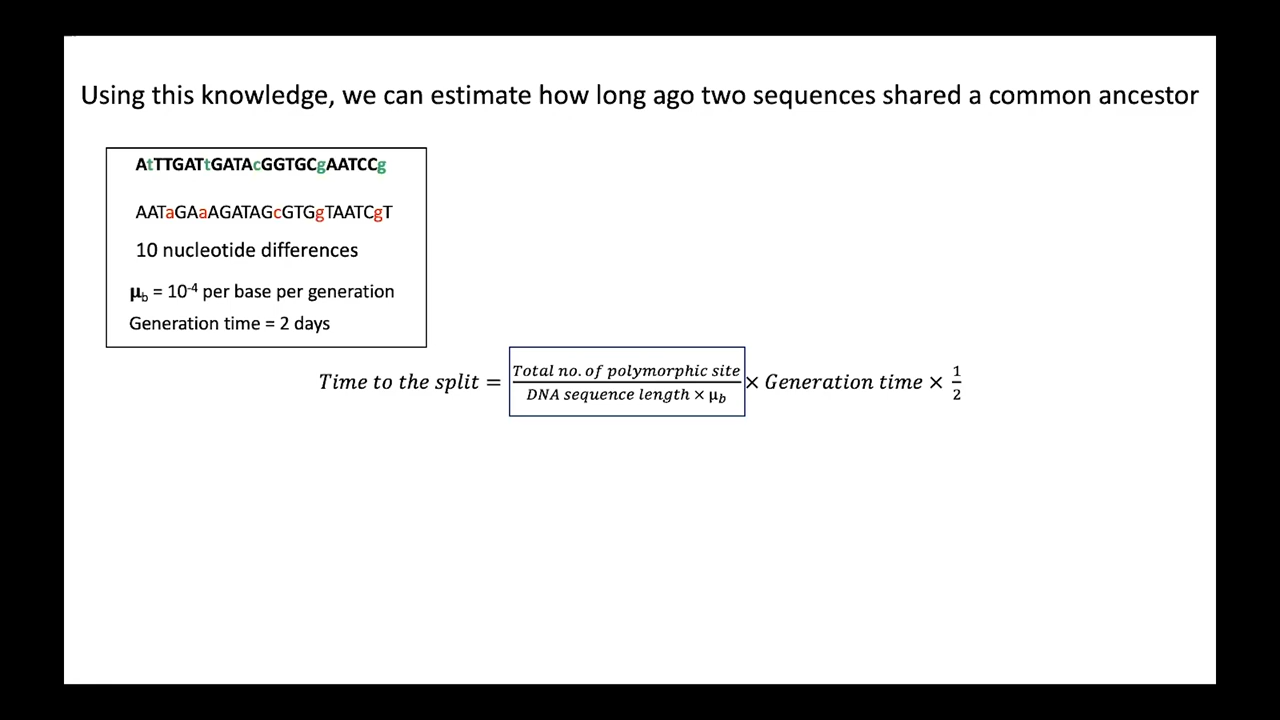 Using this knowledge, we can estimate how long ago two sequences shared a common ancestor
AtTTGATtGATAcGGTGCgAATCCg
AATaGAaAGATAGcGTGgTAATCgT
10 nucleotide differences
μb = 10-4 per base per generation
Generation time = 2 days
Time to the split = Total no. of polymorphic site / DNA sequence length × μb × Generation time × 1/2